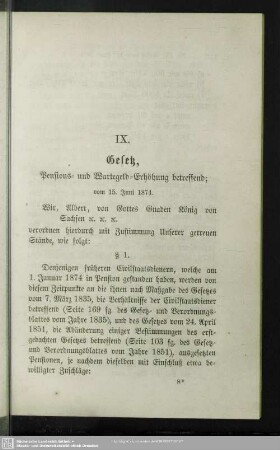 IX.
Gesetz,
Pensions- und Wartegeld-Erhöhung betreffend;
vom 15. Juni 1874.
Wir, Albert, von Gottes Gnaden König von
Sachsen ꝛc. ꝛc. ꝛc.
verordnen hierdurch mit Zustimmung Unserer getreuen
Stände, wie folgt:
§ 1.
Denjenigen früheren Civilstaatsdienern, welche am
1. Januar 1874 in Pension gestanden haben, werden von
diesem Zeitpunkte an die Ihnen nach Maßgabe des Gesetzes
vom 7. März 1835, die Verhältnisse der Civilstaatsdiener
betreffend (Seite 169 fg. des Gesetz- und Verordnungs-
blattes vom Jahre 1835), und des Gesetzes vom 24. April
1851, die Abänderung einiger Bestimmungen des erst-
gedachten Gesetzes betreffend (Seite 103 fg. des Gesetz-
und Verordnungsblattes vom Jahre 1851), ausgesetzten
Pensionen, je nachdem dieselben mit Einschluß etwa be-
willigter Zuschläge
8*